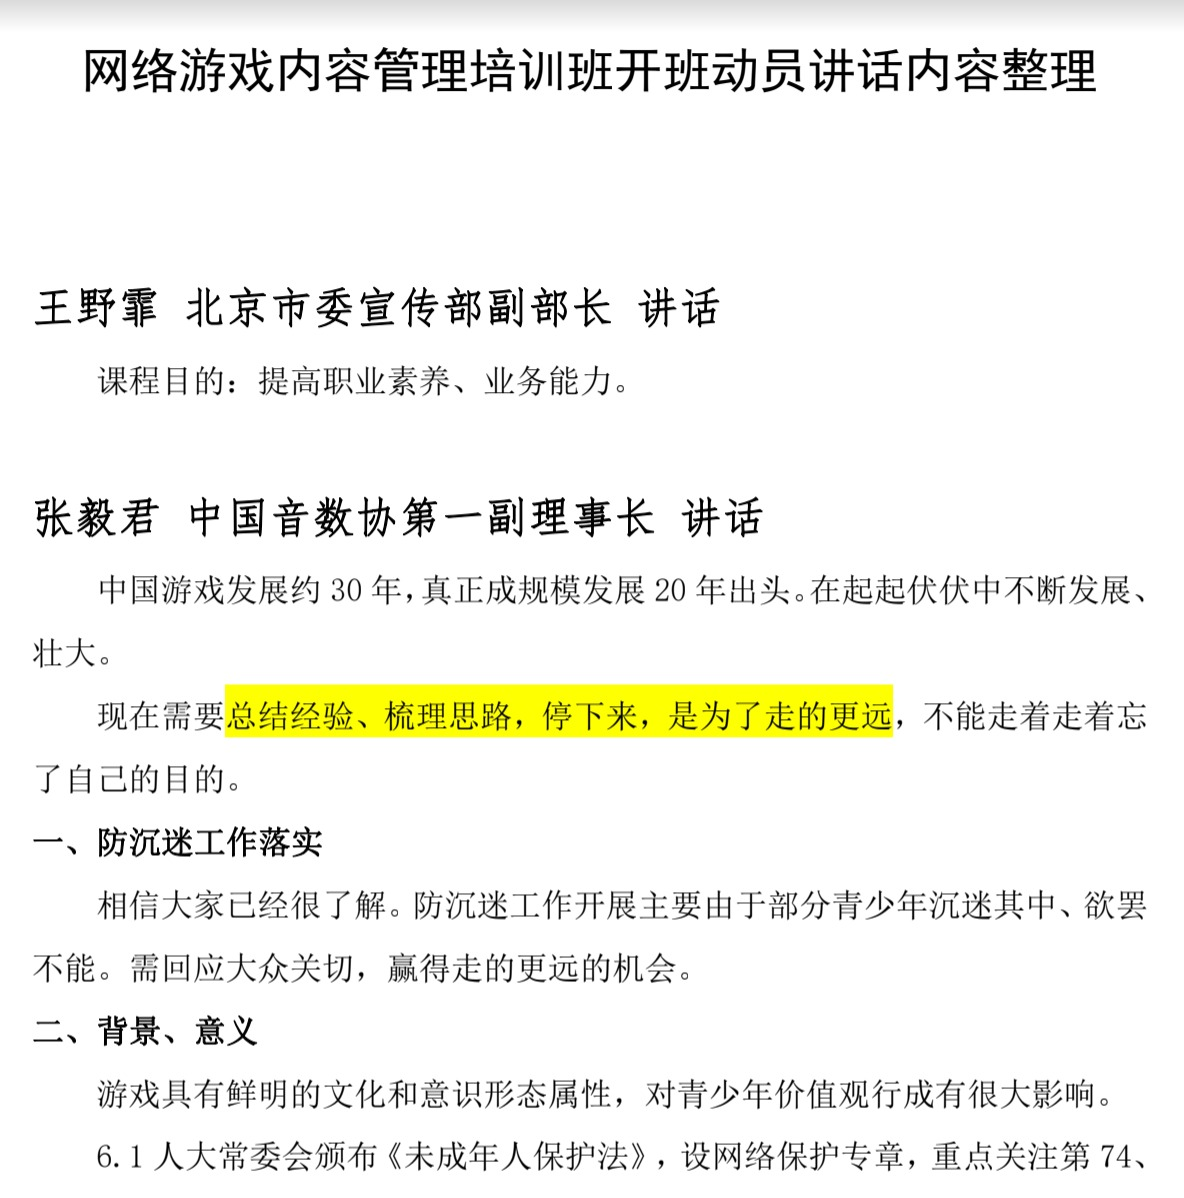 网络游戏内容管理培训班开班动员讲话内容整理
王野霏 北京市委宣传部副部长 讲话
课程目的：提高职业素养、业务能力。
张毅君 中国音数协第一副理事长 讲话
中国游戏发展约 30 年，真正成规模发展 20 年出头。在起起伏伏中不断发展、
壮大。
现在需要总结经验、梳理思路，停下来，是为了走的更远，不能走着走着忘
了自己的目的。
一、防沉迷工作落实
相信大家已经很了解。防沉迷工作开展主要由于部分青少年沉迷其中、欲罢
不能。需回应大众关切，赢得走的更远的机会。
二、背景、意义
游戏具有鲜明的文化和意识形态属性，对青少年价值观行成有很大影响。
6.1 人大常委会颁布《未成年人保护法》，设网络保护专章，重点关注第 74、